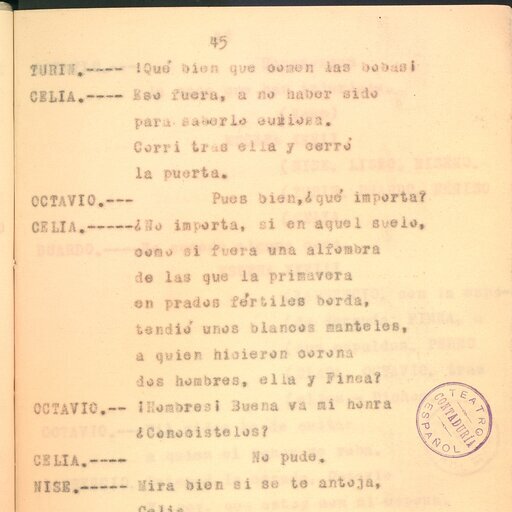 45
TURIN.---- ¡Qué bien que comen las bobas!
CELIA.---- Eso fuera, a no haber sido
para saberlo curiosa.
Corri tras ella y cerró
la puerta.
OCTAVIO.--- Pues bien,¿qué importa?
CELIA.----- ¿No importa, si en aquel suelo,
como si fuera una alfombra
de las que la primavera
en prados fértiles borda,
tendió unos blancos manteles,
a quien hicieron corona
dos hombres, ella y Finea?
OCTAVIO.-- ¡Hombres! Buena va mi honra
¿Conocistelos?
CELIA.---- No pude.
NISE.----- Mira bien si se te antoja,
Celia
TEATRO ESPAÑOL
CONTADURÍA